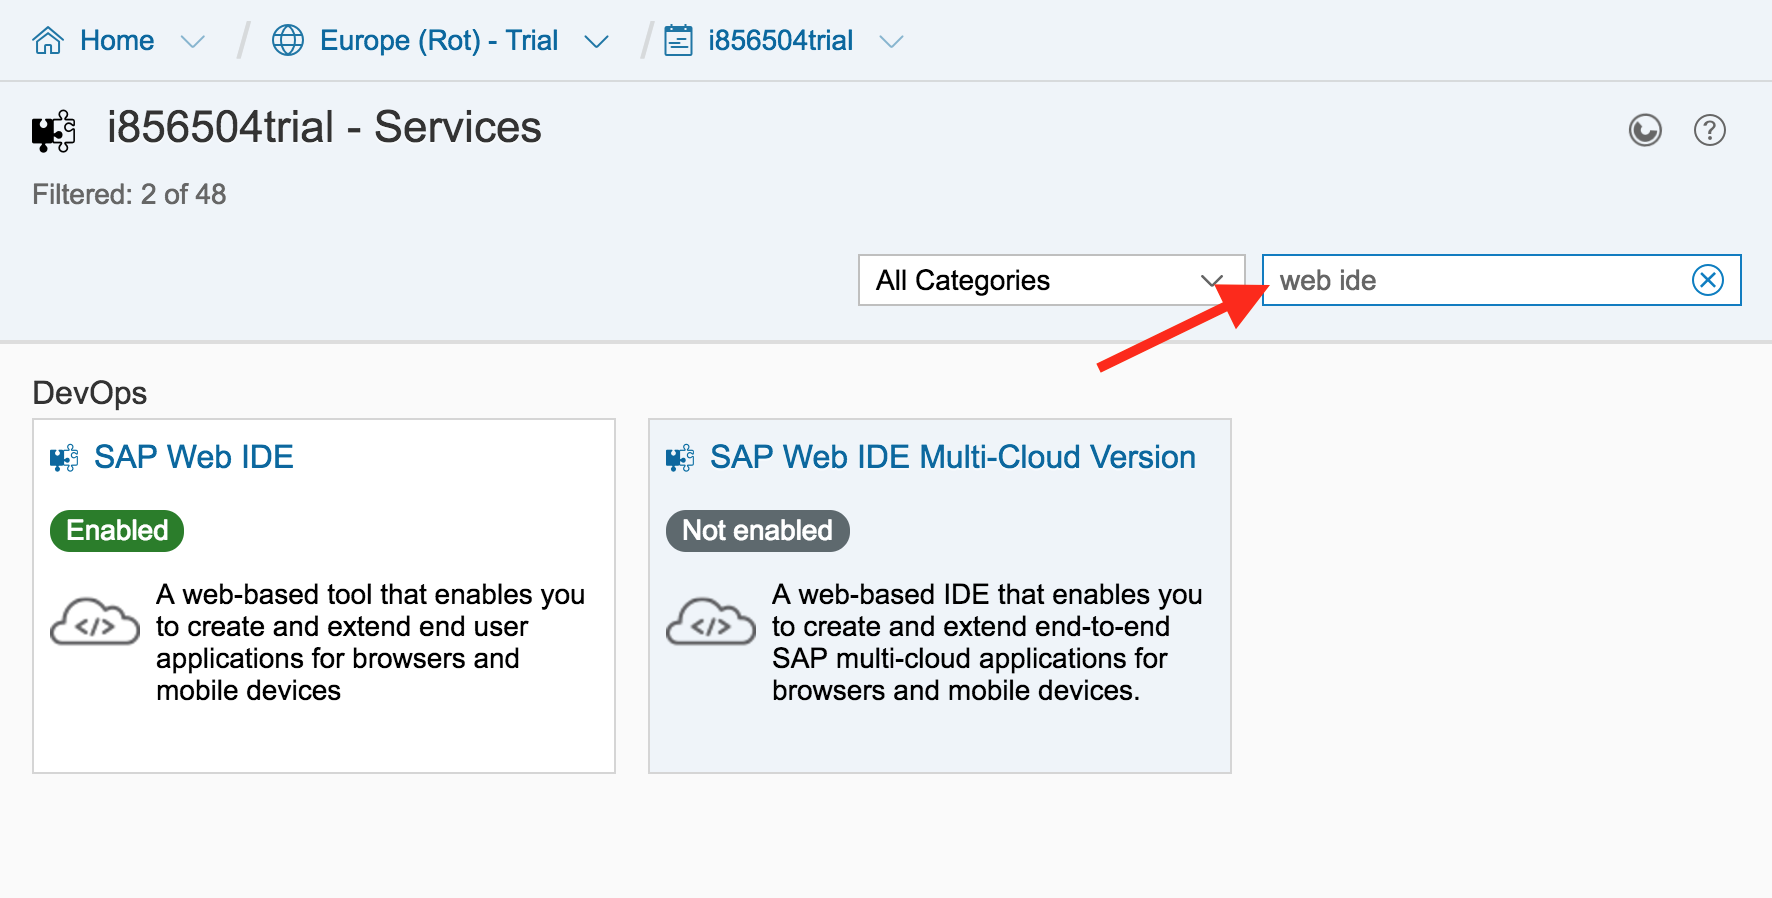 Home Europe (Rot) - Trial i856504trial
i856504trial - Services
Filtered: 2 of 48
All Categories web ide
DevOps
SAP Web IDE
Enabled
A web-based tool that enables you
to create and extend end user
applications for browsers and
mobile devices
SAP Web IDE Multi-Cloud Version
Not enabled
A web-based IDE that enables you
to create and extend end-to-end
SAP multi-cloud applications for
browsers and mobile devices.